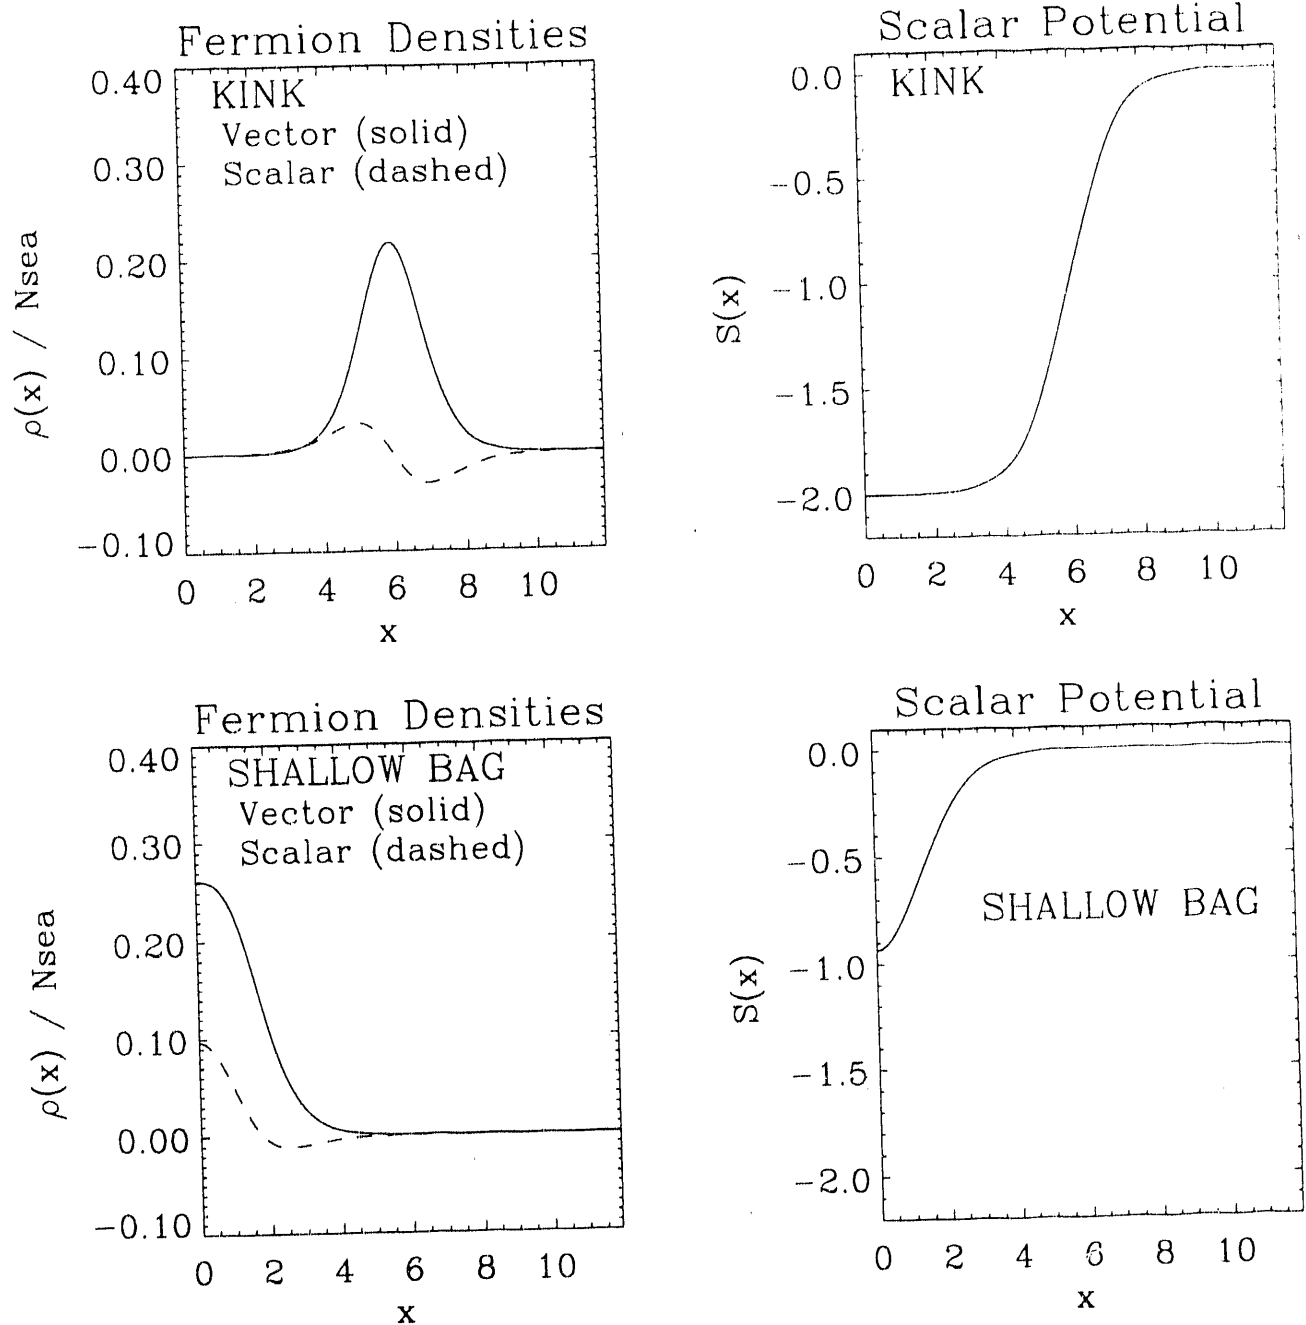 Fermion Densities
KINK
Vector (solid)
Scalar (dashed)
0.40
0.30
0.20
0.10
0.00
−0.10
ρ(x) / Nsea
0 2 4 6 8 10
x
Scalar Potential
KINK
0.0
−0.5
−1.0
−1.5
−2.0
S(x)
0 2 4 6 8 10
x
Fermion Densities
SHALLOW BAG
Vector (solid)
Scalar (dashed)
0.40
0.30
0.20
0.10
0.00
−0.10
ρ(x) / Nsea
0 2 4 6 8 10
x
Scalar Potential
SHALLOW BAG
0.0
−0.5
−1.0
−1.5
−2.0
S(x)
0 2 4 6 8 10
x